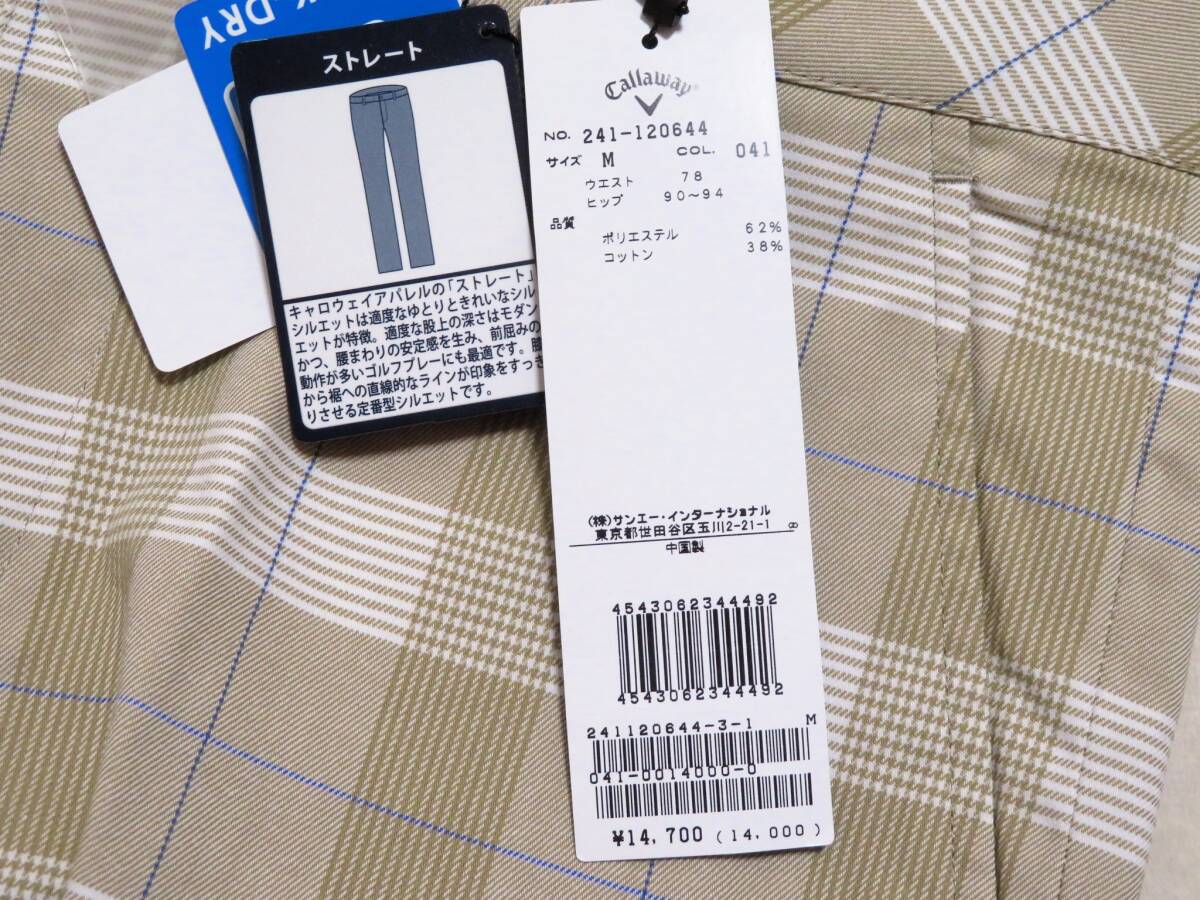 K-DRY
ストレート
キャロウェイアパレルの「ストレート」
シルエットは適度なゆとりときれいなシル
エットが特徴。適度な股上の深さはモダン
かつ、腰まわりの安定感を生み、前屈みの
動作が多いゴルフプレーにも最適です。膝
から裾への直線的なラインが印象をすっき
りさせる定番型シルエットです。
Callaway
NO. 241-120644
サイズ M COL. 041
ウエスト 78
ヒップ 90~94
品質
ポリエステル 62%
コットン 38%
(株)サンエー・インターナショナル
東京都世田谷区玉川2-21-1
中国製
4543062344492
4543062344492
241120644-3-1 M
041-0014000-0
¥14,700 (14,000)